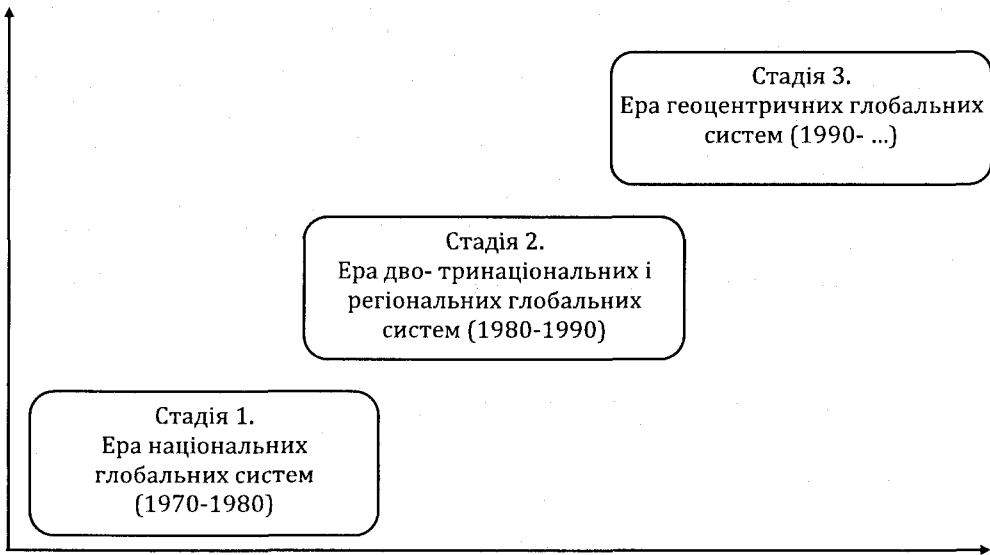 Стадія 3.
Ера геоцентричних глобальних
систем (1990- ...)
Стадія 2.
Ера дво- тринаціональних і
регіональних глобальних
систем (1980-1990)
Стадія 1.
Ера національних
глобальних систем
(1970-1980)